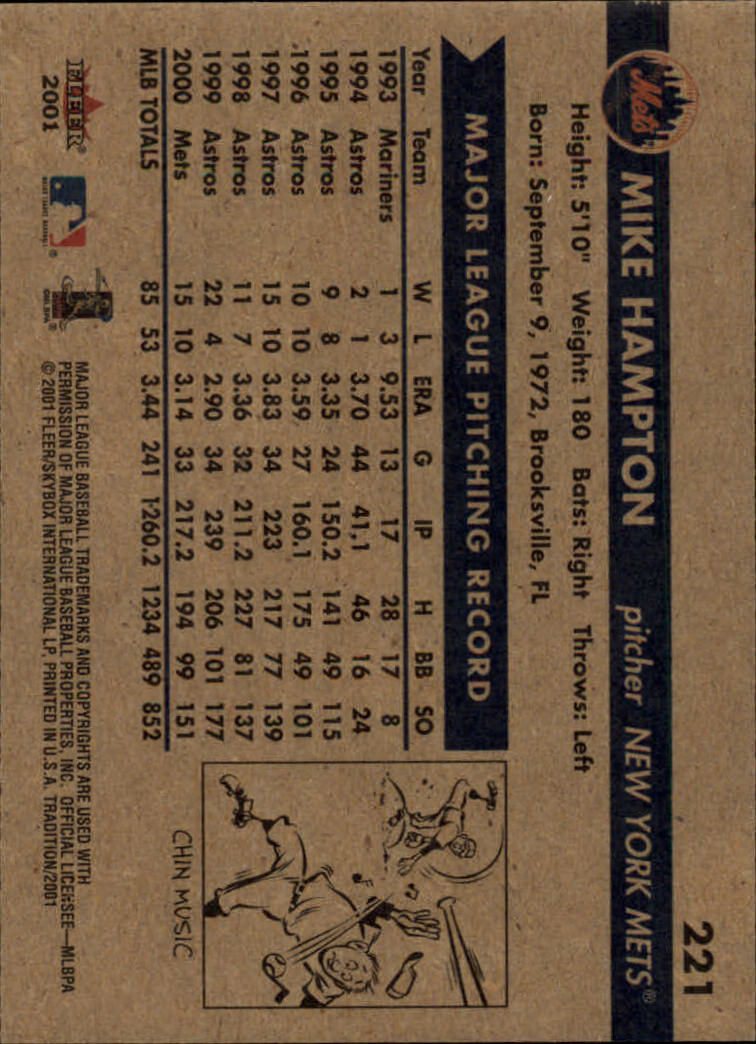 221
Mets
MIKE HAMPTON pitcher NEW YORK METS®
Height: 5'10" Weight: 180 Bats: Right Throws: Left
Born: September 9, 1972, Brooksville, FL
MAJOR LEAGUE PITCHING RECORD
Year Team W L ERA G IP H BB SO
1993 Mariners 1 3 9.53 13 17 28 17 8
1994 Astros 2 1 3.70 44 41.1 46 16 24
1995 Astros 9 8 3.35 24 150.2 141 49 115
1996 Astros 10 10 3.59 27 160.1 175 49 101
1997 Astros 15 10 3.83 34 223 217 77 139
1998 Astros 11 7 3.36 32 211.2 227 81 137
1999 Astros 22 4 2.90 34 239 206 101 177
2000 Mets 15 10 3.14 33 217.2 194 99 151
MLB TOTALS 85 53 3.44 241 1260.2 1234 489 852
CHIN MUSIC
FLEER®
2001
MAJOR LEAGUE BASEBALL TRADEMARKS AND COPYRIGHTS ARE USED WITH
PERMISSION OF MAJOR LEAGUE BASEBALL PROPERTIES, INC. OFFICIAL LICENSEE—MLBPA
© 2001 FLEER/SKYBOX INTERNATIONAL LP. PRINTED IN U.S.A. TRADITION/2001